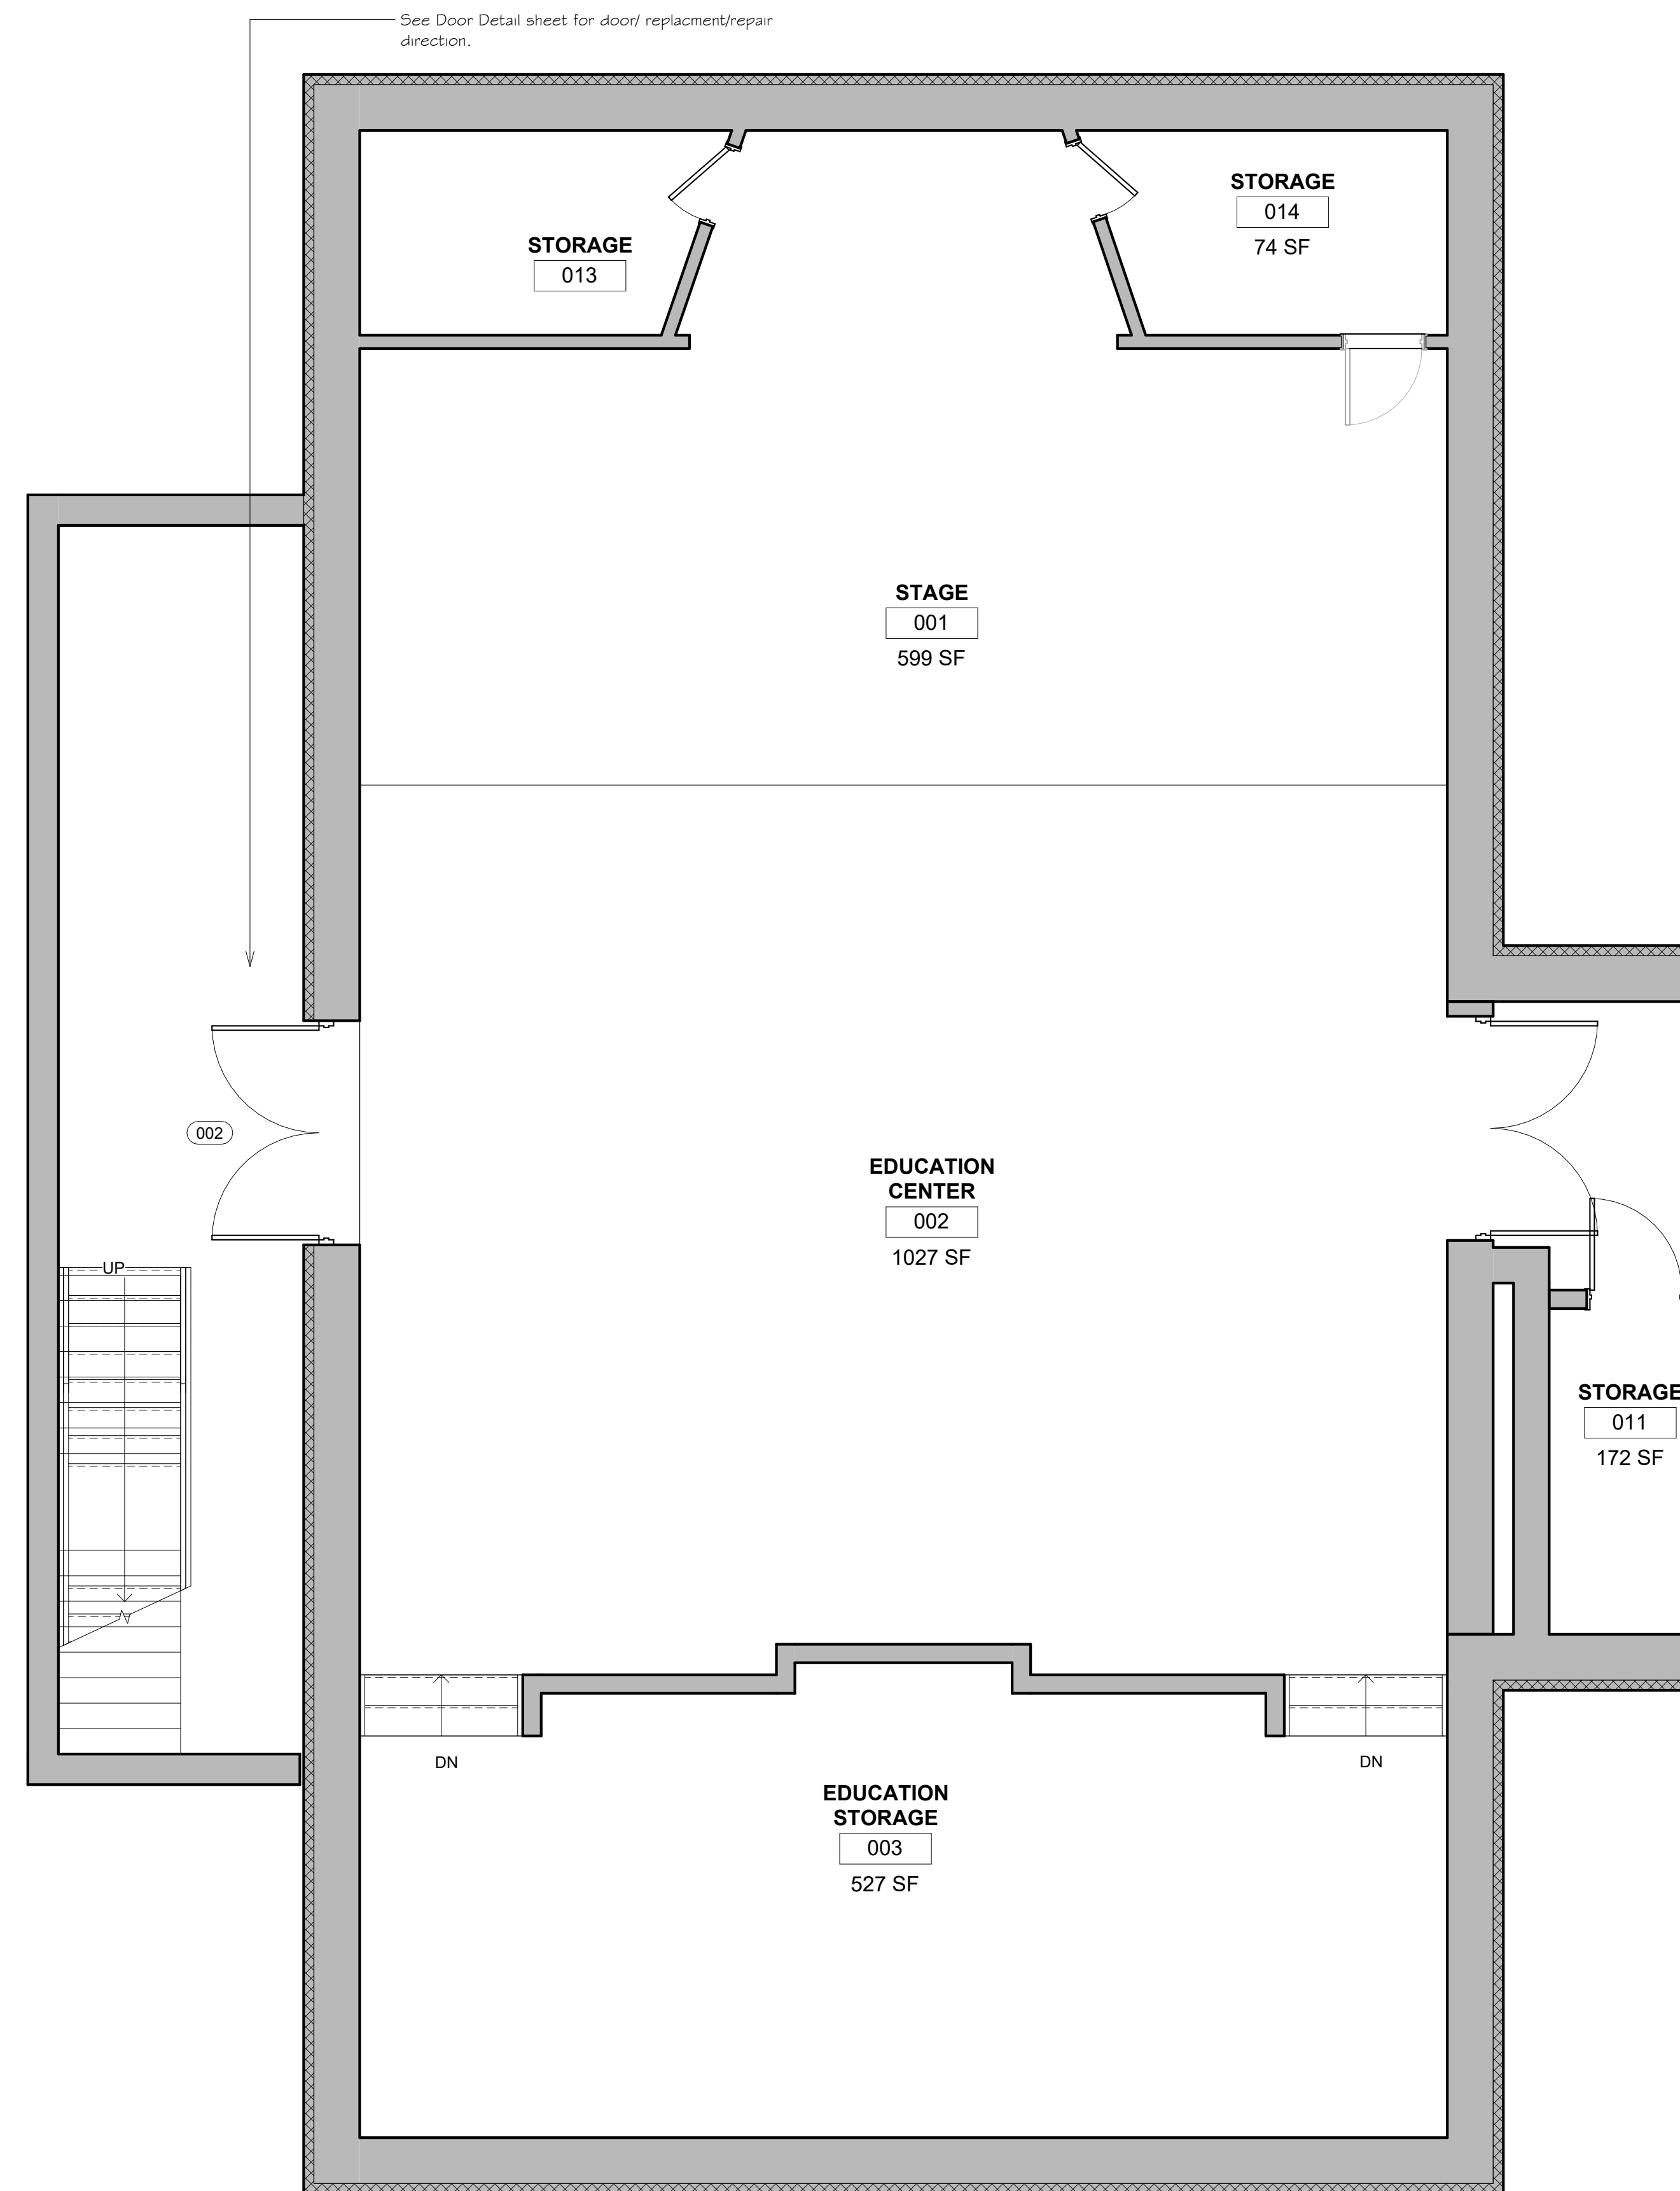 See Door Detail sheet for door/ replacment/repair
direction.
STORAGE
014
74 SF
STORAGE
013
STAGE
001
599 SF
002
EDUCATION
CENTER
002
1027 SF
UP
STORAGE
011
172 SF
DN
DN
EDUCATION
STORAGE
003
527 SF